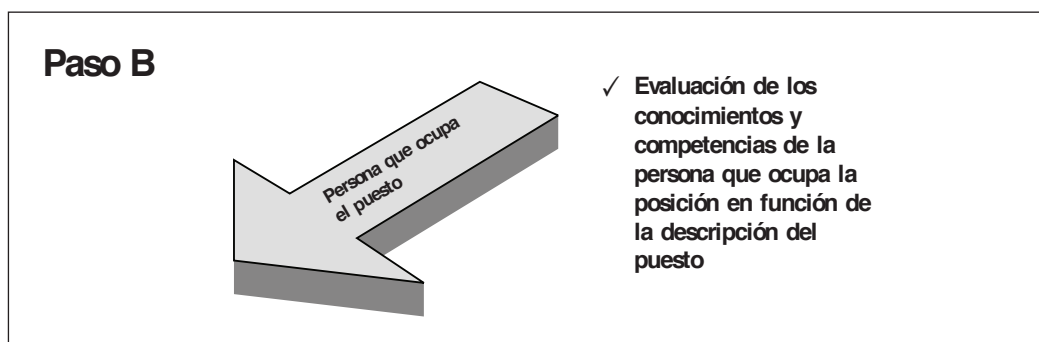 Paso B
Persona que ocupa
el puesto
✓ Evaluación de los
conocimientos y
competencias de la
persona que ocupa la
posición en función de
la descripción del
puesto